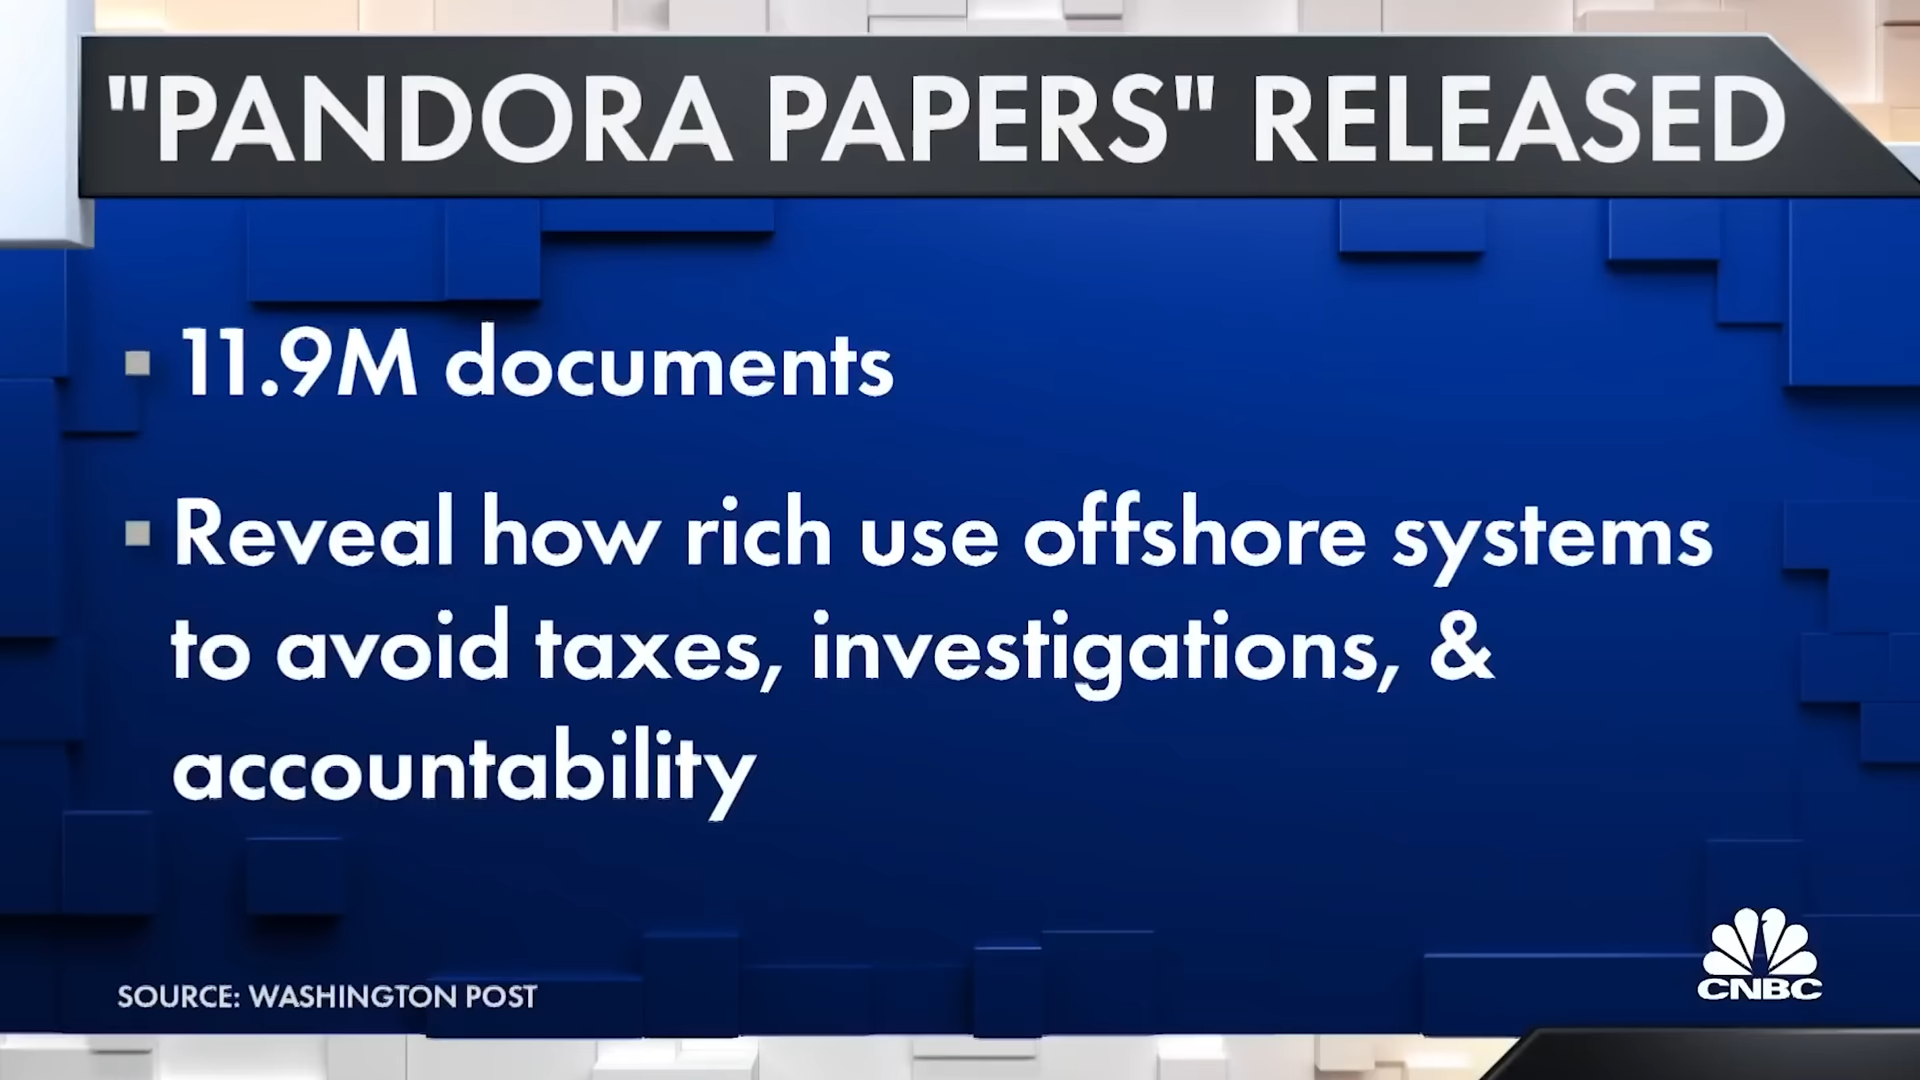 "PANDORA PAPERS" RELEASED
11.9M documents
Reveal how rich use offshore systems
to avoid taxes, investigations, &
accountability
SOURCE: WASHINGTON POST
CNBC